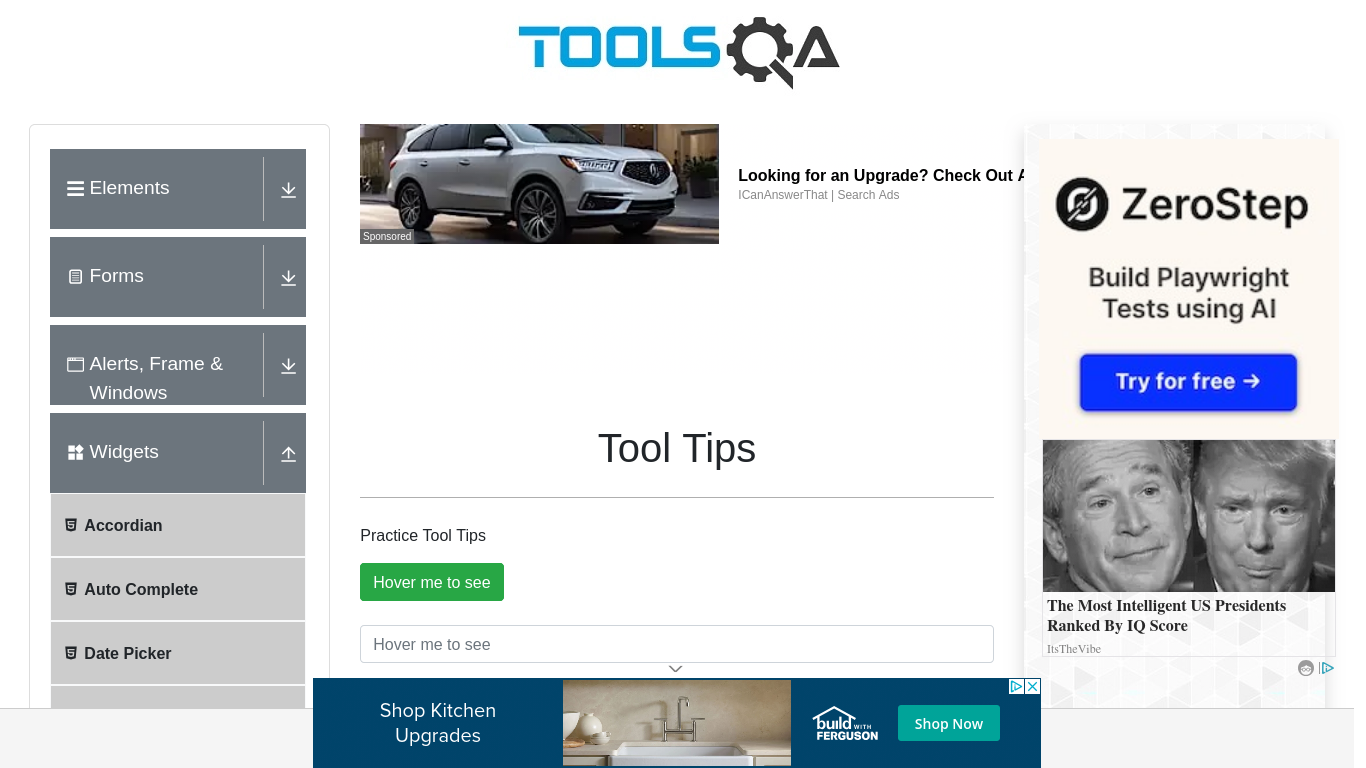 TOOLSQA
Elements
Forms
Alerts, Frame &
Windows
Widgets
Accordian
Auto Complete
Date Picker
Sponsored
Looking for an Upgrade? Check Out
ICanAnswerThat | Search Ads
Tool Tips
Practice Tool Tips
Hover me to see
Hover me to see
ZeroStep
Build Playwright
Tests using AI
Try for free →
The Most Intelligent US Presidents
Ranked By IQ Score
ItsTheVibe
Shop Kitchen
Upgrades
build WITH
FERGUSON
Shop Now